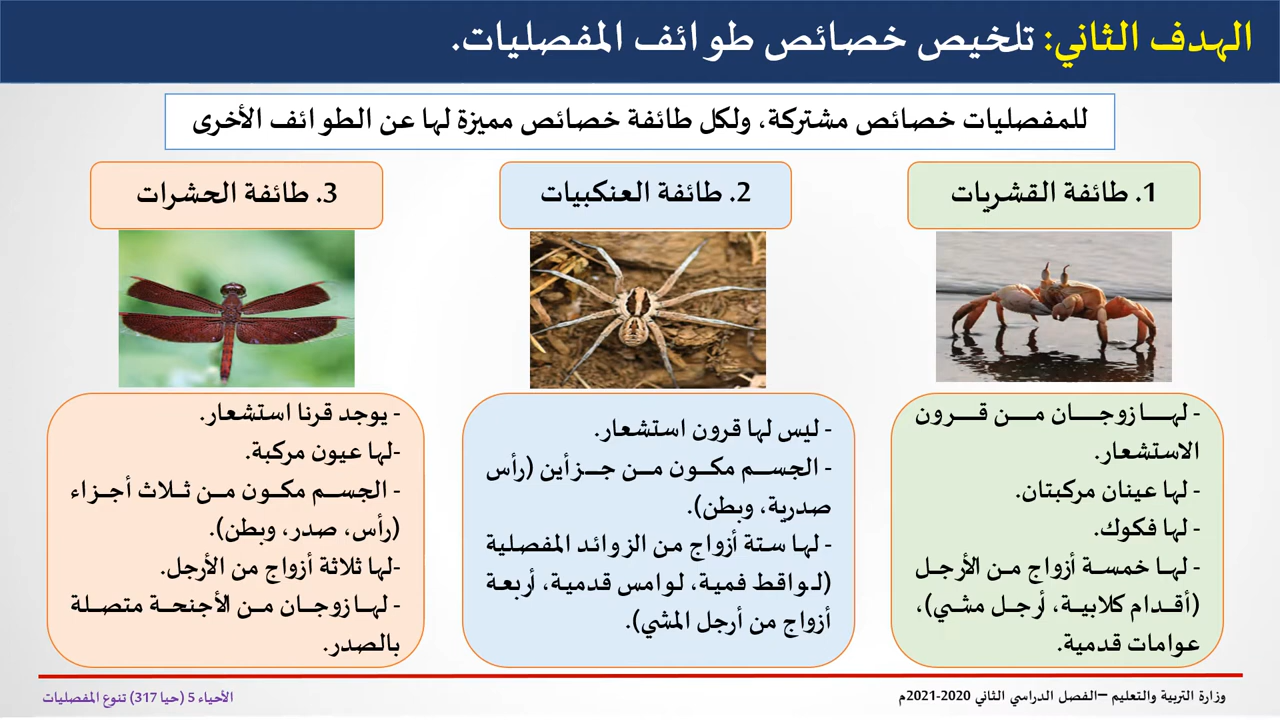 الهدف الثاني: تلخيص خصائص طوائف المفصليات.
للمفصليات خصائص مشتركة، ولكل طائفة خصائص مميزة لها عن الطوائف الأخرى
1. طائفة القشريات
- لها زوجان من قرون
الاستشعار.
- لها عينان مركبتان.
- لها فكوك.
- لها خمسة أزواج من الأرجل
(أقدام كلابية، أرجل مشي)،
عوامات قدمية.
2. طائفة العنكبيات
- ليس لها قرون استشعار.
- الجسم مكون من جزأين (رأس
صدرية، وبطن).
- لها ستة أزواج من الزوائد المفصلية
(لواقط فمية، لوامس قدمية، أربعة
أزواج من أرجل المشي).
3. طائفة الحشرات
- يوجد قرنا استشعار.
-لها عيون مركبة.
- الجسم مكون من ثلاث أجزاء
(رأس، صدر، وبطن).
-لها ثلاثة أزواج من الأرجل.
- لها زوجان من الأجنحة متصلة
بالصدر.
وزارة التربية والتعليم –الفصل الدراسي الثاني 2020-2021م
الأحياء 5 (حيا 317) تنوع المفصليات